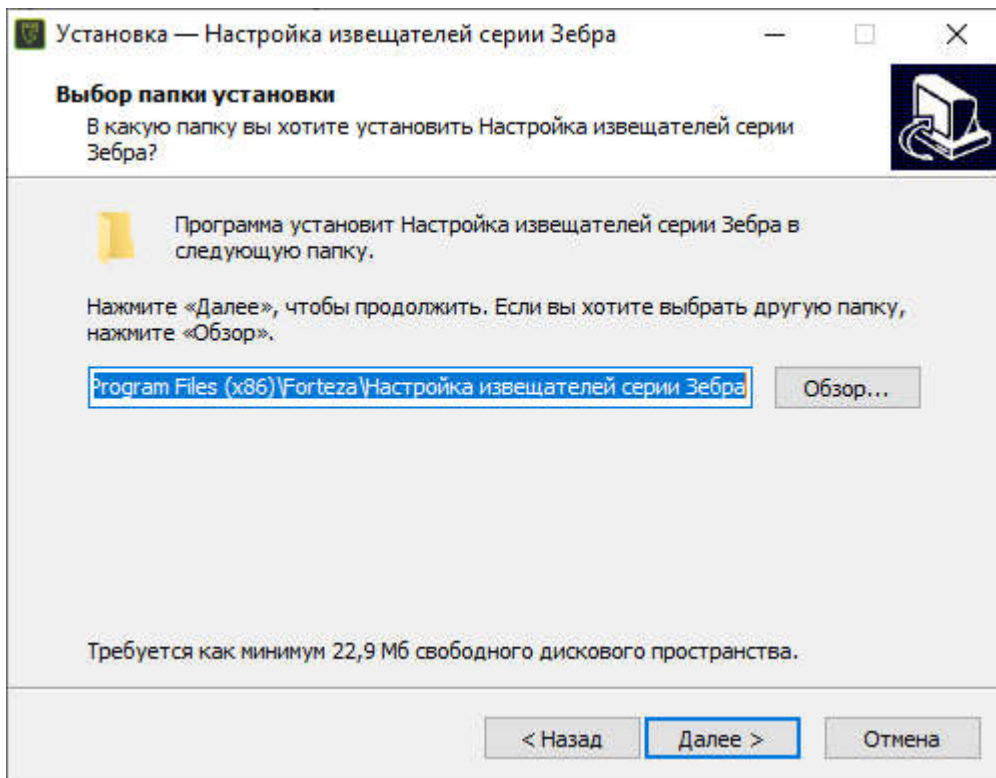 Установка — Настройка извещателей серии Зебра
Выбор папки установки
В какую папку вы хотите установить Настройка извещателей серии
Зебра?
Программа установит Настройка извещателей серии Зебра в
следующую папку.
Нажмите «Далее», чтобы продолжить. Если вы хотите выбрать другую папку,
нажмите «Обзор».
Program Files (x86)\Forteza\Настройка извещателей серии Зебра
Обзор...
Требуется как минимум 22,9 Мб свободного дискового пространства.
< Назад
Далее >
Отмена